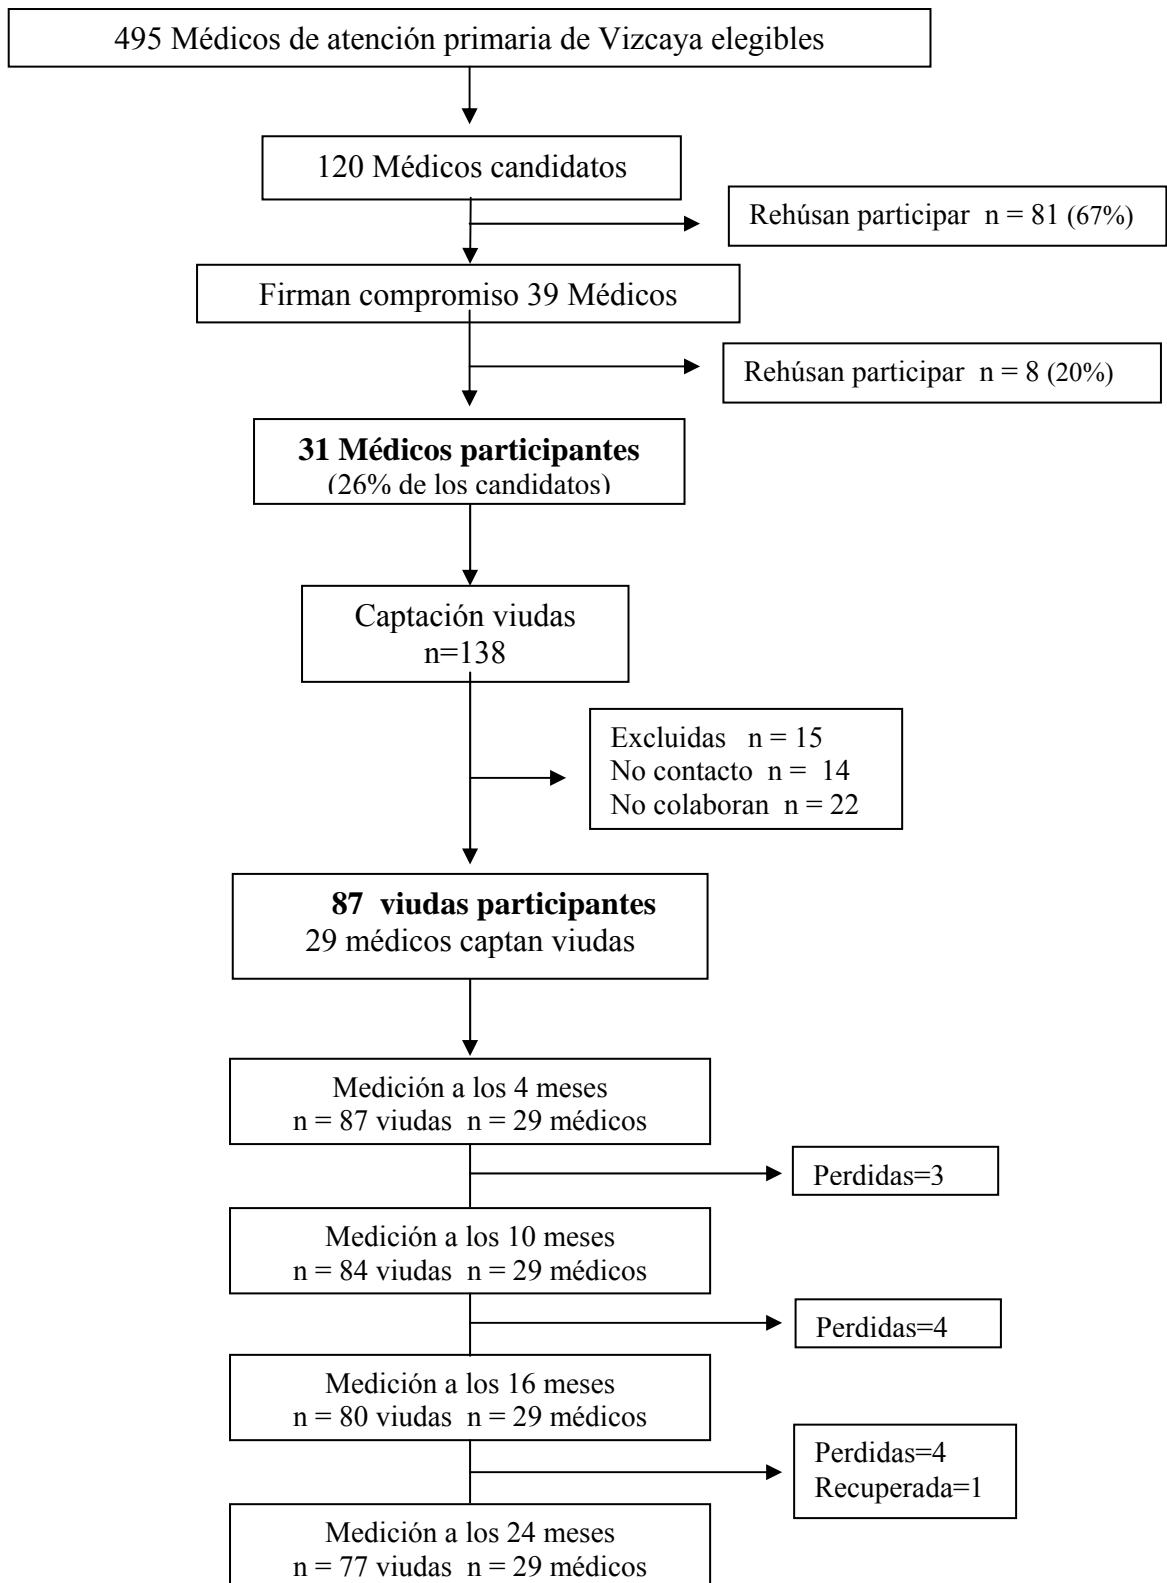 495 Médicos de atención primaria de Vizcaya elegibles
120 Médicos candidatos
Rehúsan participar n = 81 (67%)
Firman compromiso 39 Médicos
Rehúsan participar n = 8 (20%)
31 Médicos participantes
(26% de los candidatos)
Captación viudas
n=138
Excluidas n = 15
No contacto n = 14
No colaboran n = 22
87 viudas participantes
29 médicos captan viudas
Medición a los 4 meses
n = 87 viudas n = 29 médicos
Perdidas=3
Medición a los 10 meses
n = 84 viudas n = 29 médicos
Perdidas=4
Medición a los 16 meses
n = 80 viudas n = 29 médicos
Perdidas=4
Recuperada=1
Medición a los 24 meses
n = 77 viudas n = 29 médicos